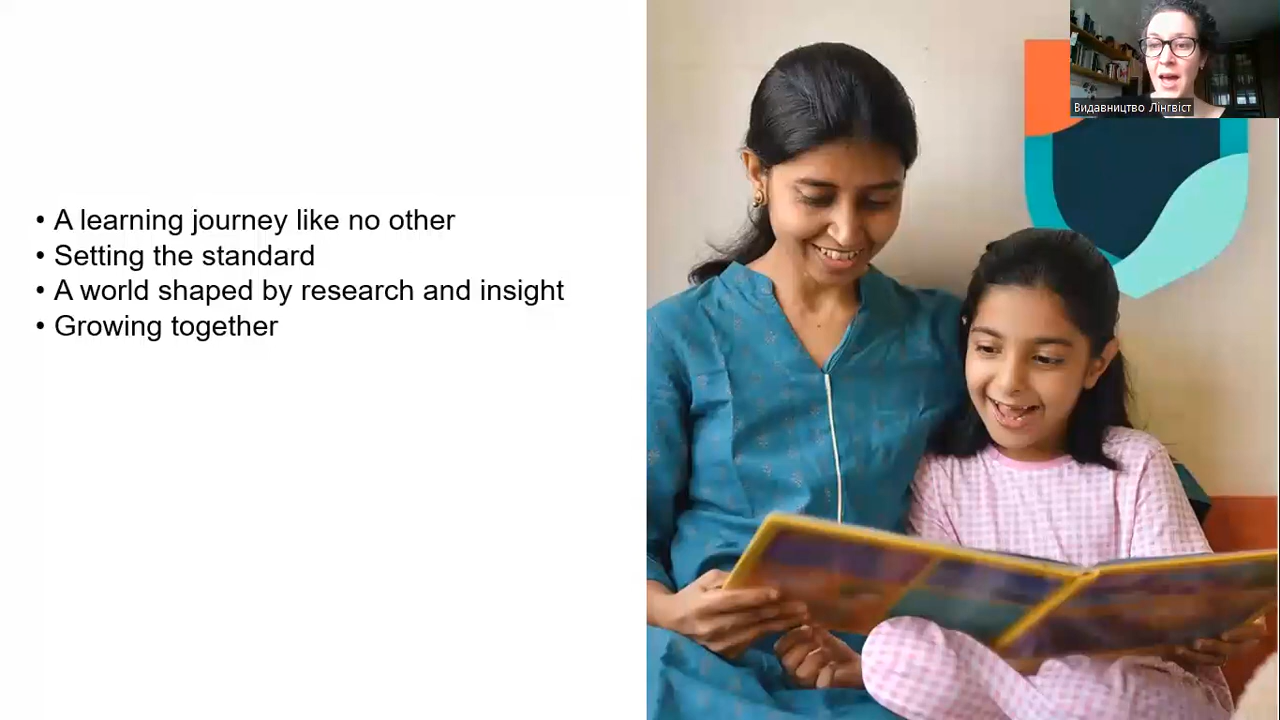 • A learning journey like no other
• Setting the standard
• A world shaped by research and insight
• Growing together
Видавництво Лінгвіст